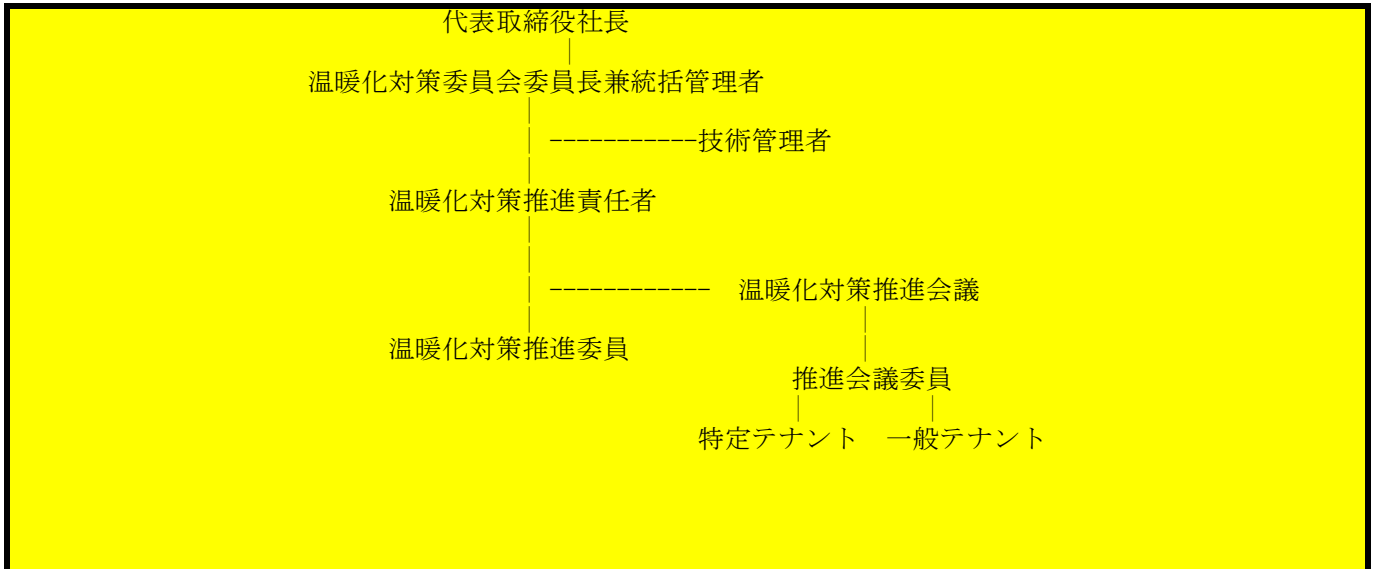 代表取締役社長
温暖化対策委員会委員長兼統括管理者
-----------技術管理者
温暖化対策推進責任者
------------ 温暖化対策推進会議
温暖化対策推進委員
推進会議委員
特定テナント 一般テナント